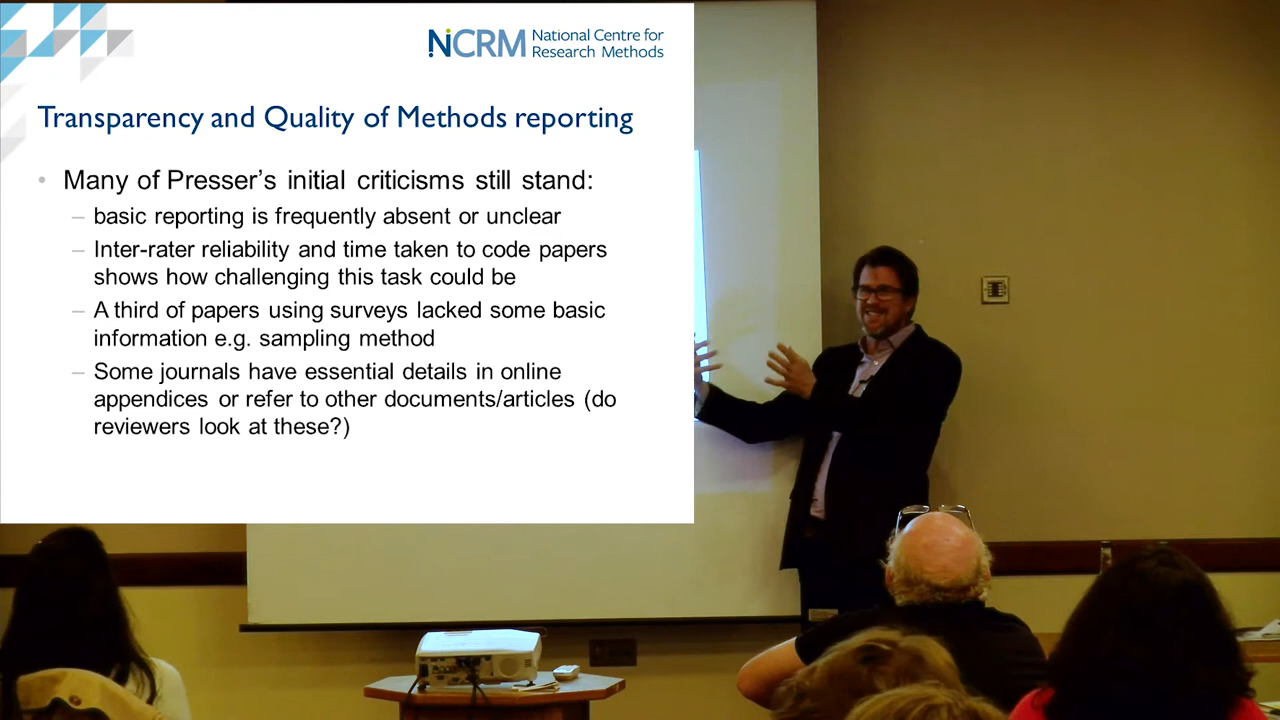 NCRM National Centre for
Research Methods
Transparency and Quality of Methods reporting
• Many of Presser's initial criticisms still stand:
– basic reporting is frequently absent or unclear
– Inter-rater reliability and time taken to code papers
shows how challenging this task could be
– A third of papers using surveys lacked some basic
information e.g. sampling method
– Some journals have essential details in online
appendices or refer to other documents/articles (do
reviewers look at these?)